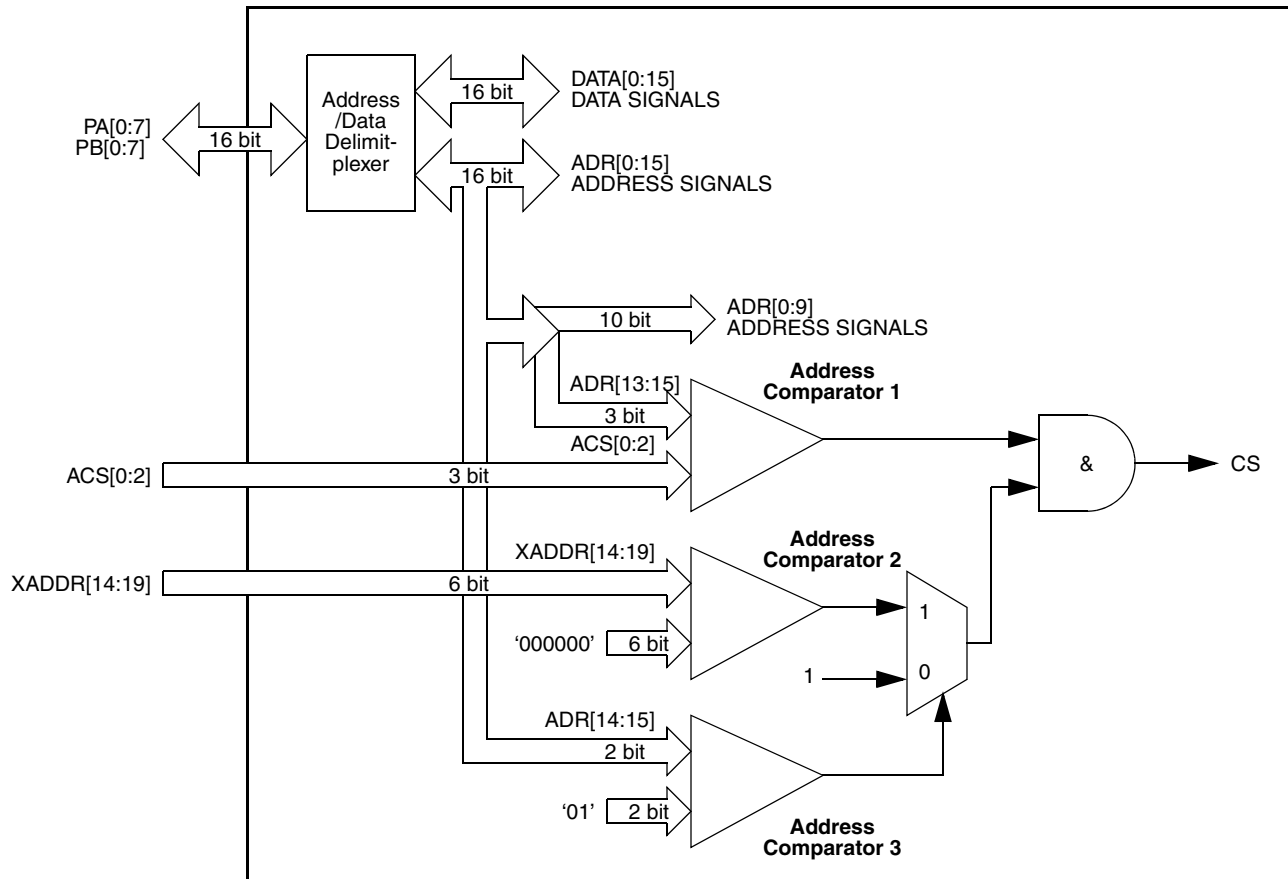 Address
/Data
Delimit-
plexer
16 bit
DATA[0:15]
DATA SIGNALS
PA[0:7]
PB[0:7]
16 bit
16 bit
ADR[0:15]
ADDRESS SIGNALS
10 bit
ADR[0:9]
ADDRESS SIGNALS
Address
Comparator 1
ADR[13:15]
3 bit
ACS[0:2]
ACS[0:2]
3 bit
&
CS
Address
Comparator 2
XADDR[14:19]
XADDR[14:19]
6 bit
1
‘000000’
6 bit
1
0
ADR[14:15]
2 bit
‘01’
2 bit
Address
Comparator 3